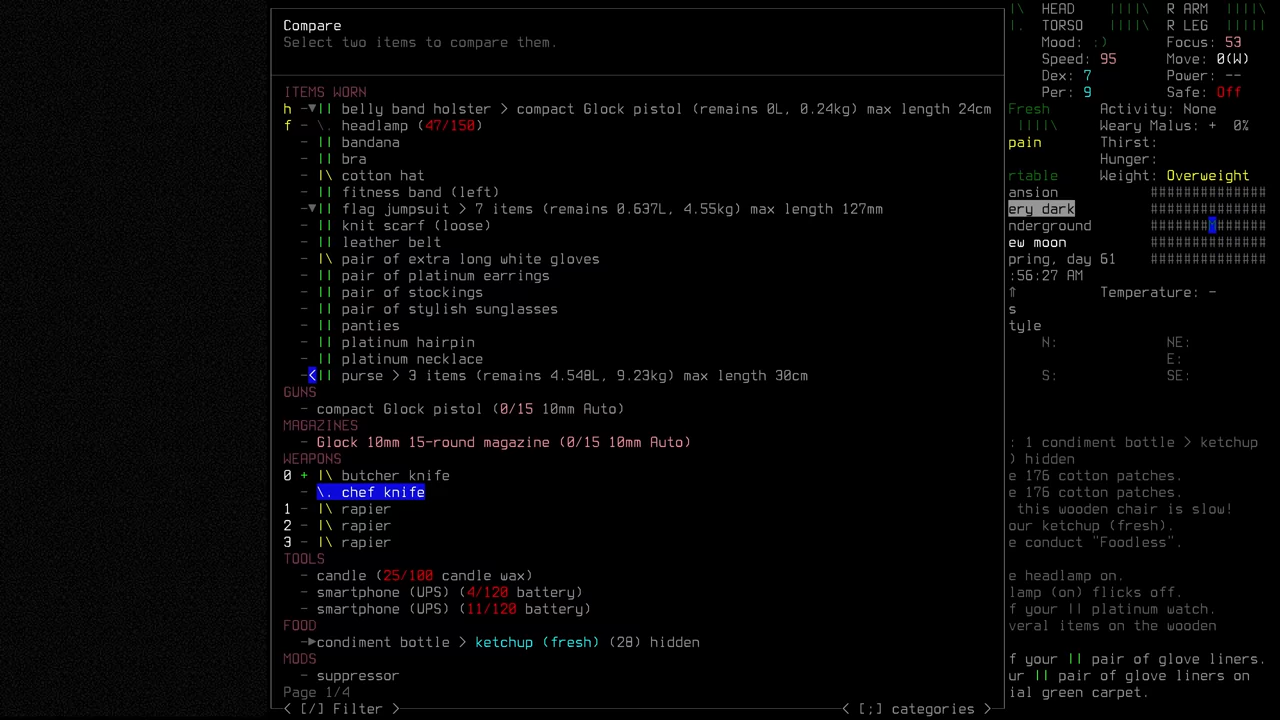 Compare
Select two items to compare them.
ITEMS WORN
h -▼|| belly band holster > compact Glock pistol (remains 0L, 0.24kg) max length 24cm
f - \. headlamp (47/150)
- || bandana
- || bra
- |\ cotton hat
- || fitness band (left)
-▼|| flag jumpsuit > 7 items (remains 0.637L, 4.55kg) max length 127mm
- || knit scarf (loose)
- || leather belt
- |\ pair of extra long white gloves
- || pair of platinum earrings
- || pair of stockings
- || pair of stylish sunglasses
- || panties
- || platinum hairpin
- || platinum necklace
-<|| purse > 3 items (remains 4.548L, 9.23kg) max length 30cm
GUNS
- compact Glock pistol (0/15 10mm Auto)
MAGAZINES
- Glock 10mm 15-round magazine (0/15 10mm Auto)
WEAPONS
0 + |\ butcher knife
- \. chef knife
1 - |\ rapier
2 - |\ rapier
3 - |\ rapier
TOOLS
- candle (25/100 candle wax)
- smartphone (UPS) (4/120 battery)
- smartphone (UPS) (11/120 battery)
FOOD
-►condiment bottle > ketchup (fresh) (28) hidden
MODS
- suppressor
Page 1/4
< [/] Filter >
< [;] categories >
|\ HEAD ||||\ R ARM ||||\
|. TORSO ||||| R LEG |||||
Mood: :) Focus: 53
Speed: 95 Move: 0(W)
Dex: 7 Power: --
Per: 9 Safe: Off
Fresh Activity: None
||||\ Weary Malus: + 0%
pain Thirst:
Hunger:
rtable Weight: Overweight
ansion ##############
ery dark ##############
nderground ##############
ew moon ##############
pring, day 61 ##############
:56:27 AM
⇑ Temperature: -
s
tyle
N: NE:
E:
S: SE:
: 1 condiment bottle > ketchup
) hidden
e 176 cotton patches.
e 176 cotton patches.
this wooden chair is slow!
our ketchup (fresh).
e conduct "Foodless".
e headlamp on.
lamp (on) flicks off.
f your || platinum watch.
veral items on the wooden
f your || pair of glove liners.
ur || pair of glove liners on
ial green carpet.